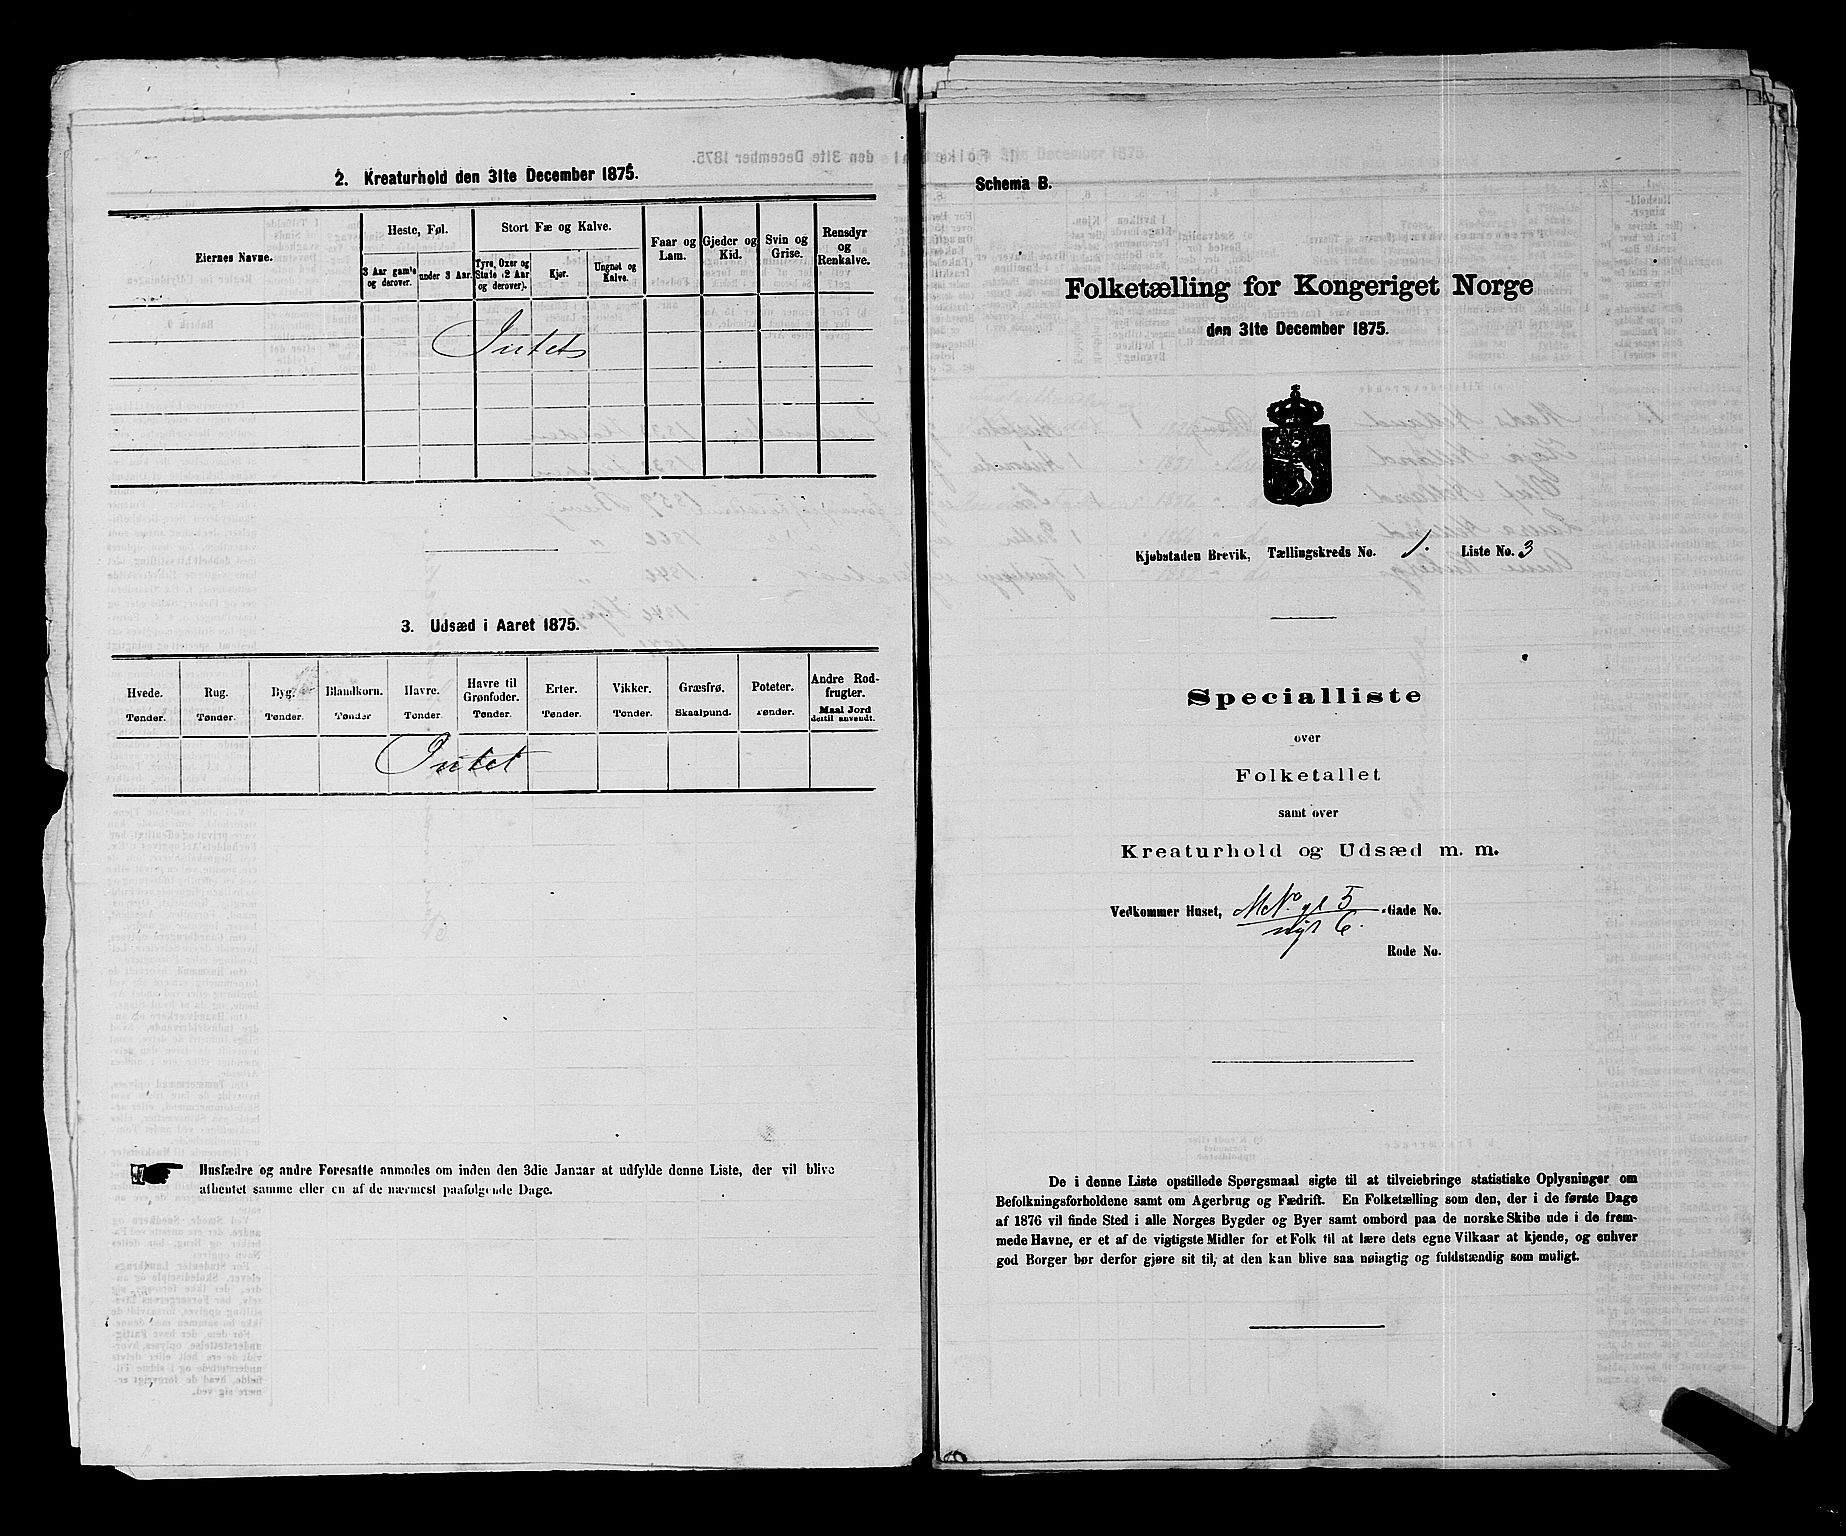 2. Kreaturhold den 31te December 1875.
Eiernes Navne.
Heste, Føl.
3 Aar gamle og derover.
under 3 Aar.
Stort Fæ og Kalve.
Tyre, Oxer og Stude (2 Aar og derover).
Kjør.
Ungnøt og Kalve.
Faar og Lam.
Gjeder og Kid.
Svin og Grise.
Rensdyr og Renkalve.
Intet
3. Udsæd i Aaret 1875.
Hvede. Tønder.
Rug. Tønder.
Byg. Tønder.
Blandkorn. Tønder
Havre. Tønder
Havre til Grønfoder. Tønder.
Erter. Tønder.
Vikker. Tønder.
Græsfrø. Skaalpund.
Poteter. Tønder.
Andre Rodfrugter. Maal Jord dertil anvendt.
Intet
Husfædre og andre Foresatte anmodes om inden den 3die Januar at udfylde denne Liste, der vil blive
afhentet samme eller en af de nærmest paafølgende Dage.
Schema B.
Folketælling for Kongeriget Norge
den 31te December 1875.
Kjøbstaden Brevik, Tællingskreds No. 1. Liste No. 3
Specialliste
over
Folketallet
samt over
Kreaturhold og Udsæd m. m.
Vedkommer Huset, M No gl 5 Gade No.
nyt 6.
Rode No.
De i denne Liste opstillede Spørgsmaal sigte til at tilveiebringe statistiske Oplysninger om
Befolkningsforholdene samt om Agerbrug og Fædrift. En Folketælling som den, der i de første Dage
af 1876 vil finde Sted i alle Norges Bygder og Byer samt ombord paa de norske Skibe ude i de frem-
mede Havne, er et af de vigtigste Midler for et Folk til at lære dets egne Vilkaar at kjende, og enhver
god Borger bør derfor gjøre sit til, at den kan blive saa nøiagtig og fuldstændig som muligt.